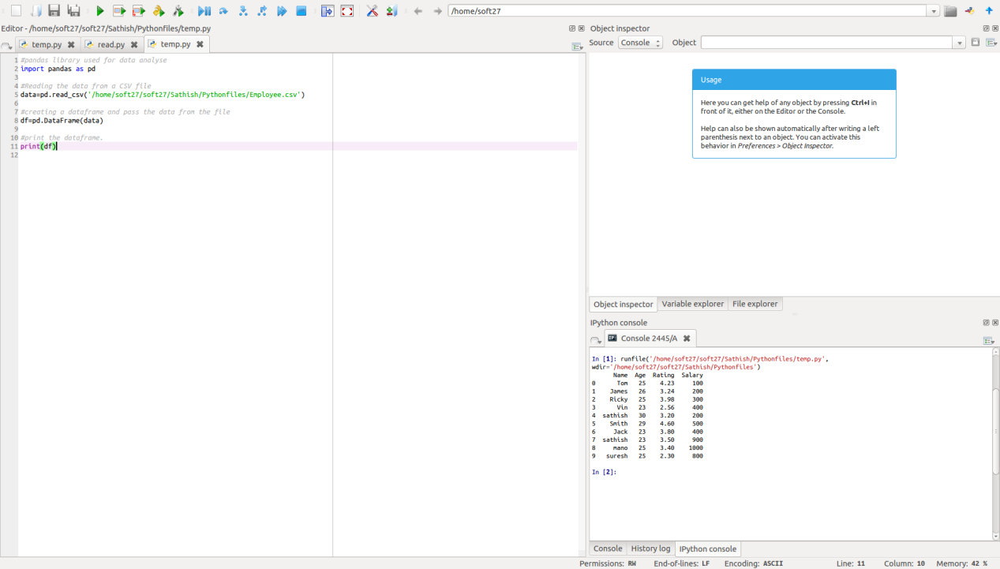 /home/soft27
Editor - /home/soft27/soft27/Sathish/Pythonfiles/temp.py
temp.py
read.py
temp.py
1 #pandas library used for data analyse
2 import pandas as pd
3
4 #Reading the data from a CSV file
5 data=pd.read_csv('/home/soft27/soft27/Sathish/Pythonfiles/Employee.csv')
6
7 #creating a dataframe and pass the data from the file
8 df=pd.DataFrame(data)
9
10 #print the dataframe.
11 print(df)
12
Object inspector
Source Console Object
Usage
Here you can get help of any object by pressing Ctrl+I in
front of it, either on the Editor or the Console.
Help can also be shown automatically after writing a left
parenthesis next to an object. You can activate this
behavior in Preferences > Object Inspector.
Object inspector Variable explorer File explorer
IPython console
IP: Console 2445/A
In [1]: runfile('/home/soft27/soft27/Sathish/Pythonfiles/temp.py',
wdir='/home/soft27/soft27/Sathish/Pythonfiles')
Name Age Rating Salary
0 Tom 25 4.23 100
1 James 26 3.24 200
2 Ricky 25 3.98 300
3 Vin 23 2.56 400
4 sathish 30 3.20 200
5 Smith 29 4.60 500
6 Jack 23 3.80 400
7 sathish 23 3.50 900
8 mano 25 3.40 1000
9 suresh 25 2.30 800
In [2]:
Console History log IPython console
Permissions: RW End-of-lines: LF Encoding: ASCII Line: 11 Column: 10 Memory: 42 %